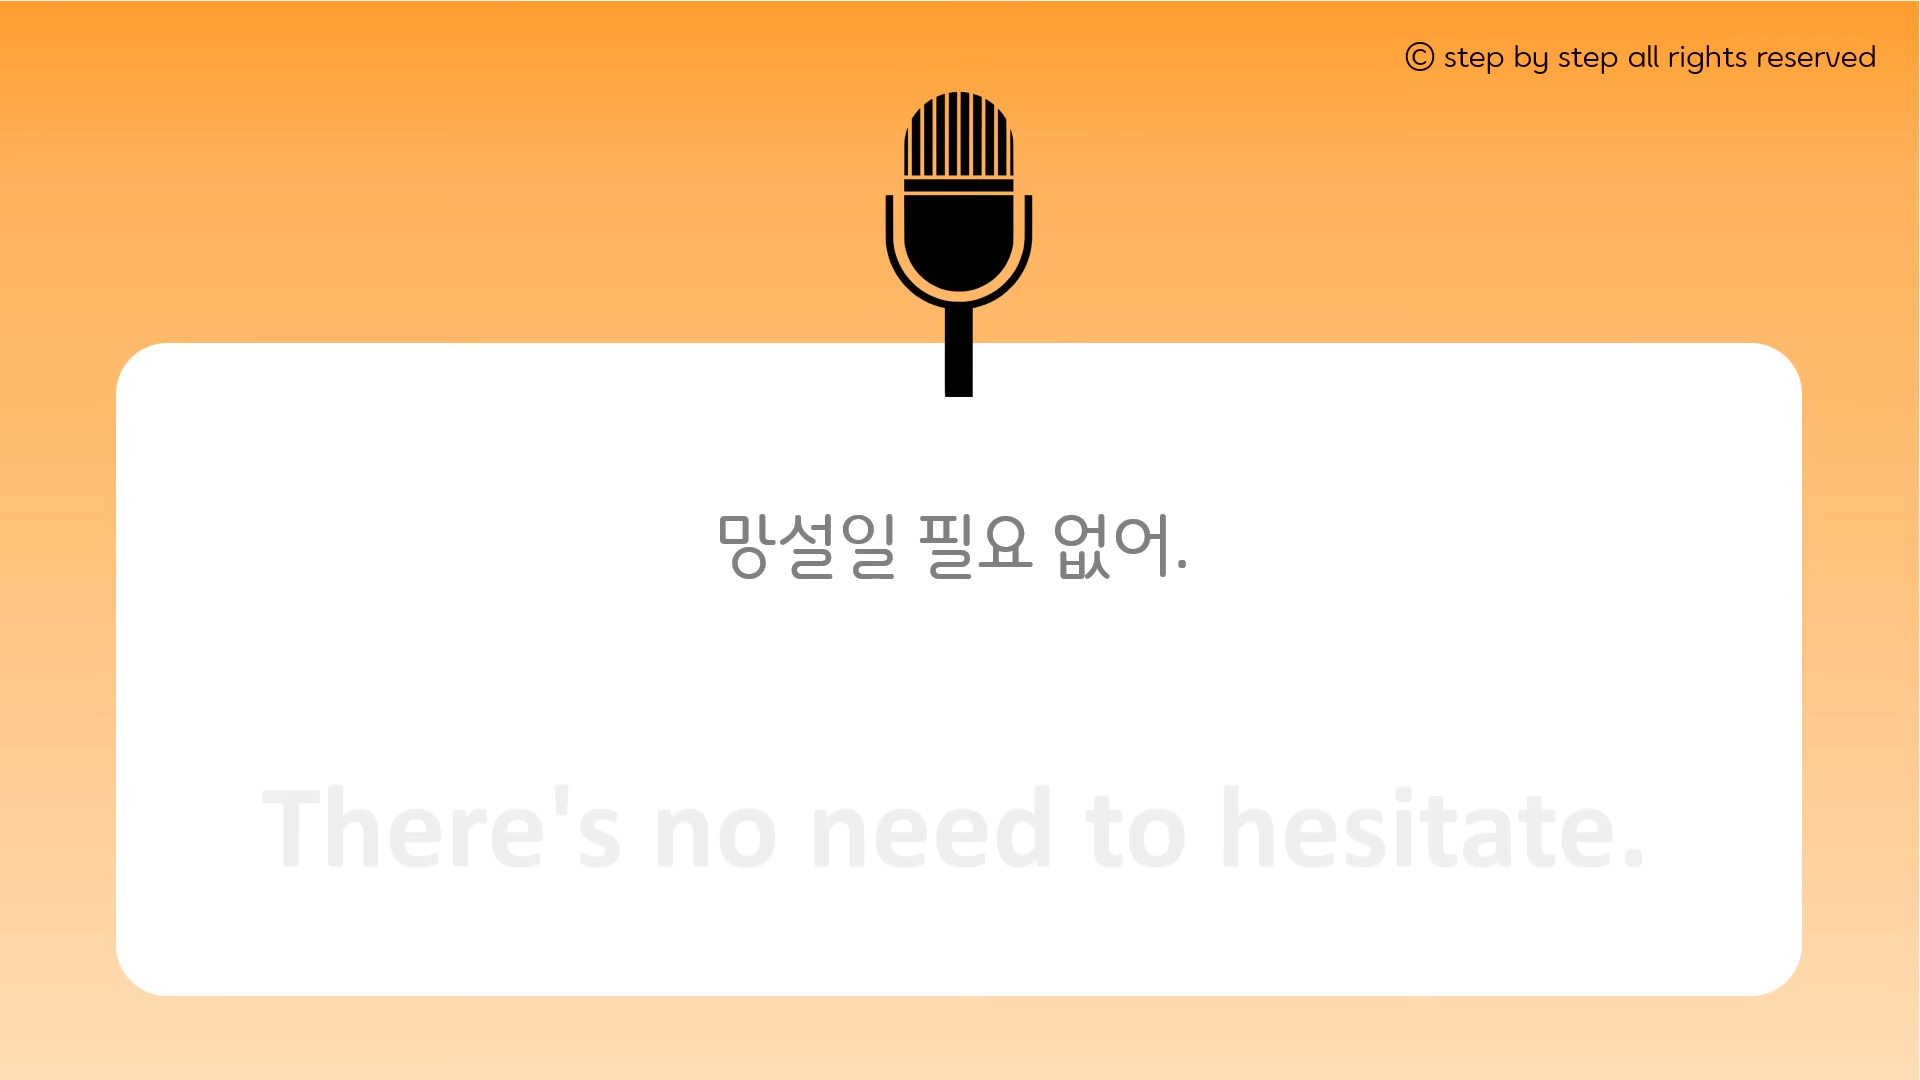 © step by step all rights reserved
망설일 필요 없어.
There's no need to hesitate.